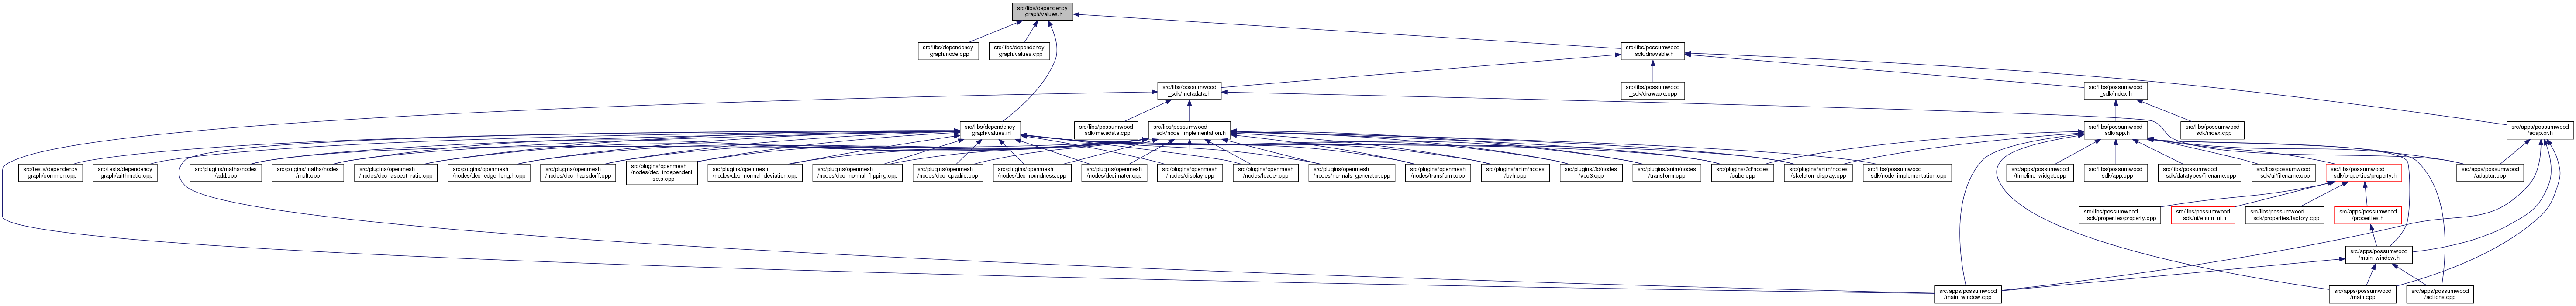 src/libs/dependency
_graph/values.h
src/libs/dependency
_graph/node.cpp
src/libs/dependency
_graph/values.cpp
src/libs/possumwood
_sdk/drawable.h
src/libs/possumwood
_sdk/metadata.h
src/libs/possumwood
_sdk/drawable.cpp
src/libs/possumwood
_sdk/index.h
src/libs/dependency
_graph/values.inl
src/libs/possumwood
_sdk/metadata.cpp
src/libs/possumwood
_sdk/node_implementation.h
src/libs/possumwood
_sdk/app.h
src/libs/possumwood
_sdk/index.cpp
src/apps/possumwood
/adaptor.h
src/tests/dependency
_graph/common.cpp
src/tests/dependency
_graph/arithmetic.cpp
src/plugins/maths/nodes
/add.cpp
src/plugins/maths/nodes
/mult.cpp
src/plugins/openmesh
/nodes/dec_aspect_ratio.cpp
src/plugins/openmesh
/nodes/dec_edge_length.cpp
src/plugins/openmesh
/nodes/dec_hausdorff.cpp
src/plugins/openmesh
/nodes/dec_independent
_sets.cpp
src/plugins/openmesh
/nodes/dec_normal_deviation.cpp
src/plugins/openmesh
/nodes/dec_normal_flipping.cpp
src/plugins/openmesh
/nodes/dec_quadric.cpp
src/plugins/openmesh
/nodes/dec_roundness.cpp
src/plugins/openmesh
/nodes/decimater.cpp
src/plugins/openmesh
/nodes/display.cpp
src/plugins/openmesh
/nodes/loader.cpp
src/plugins/openmesh
/nodes/normals_generator.cpp
src/plugins/openmesh
/nodes/transform.cpp
src/plugins/anim/nodes
/bvh.cpp
src/plugins/3d/nodes
/vec3.cpp
src/plugins/anim/nodes
/transform.cpp
src/plugins/3d/nodes
/cube.cpp
src/plugins/anim/nodes
/skeleton_display.cpp
src/libs/possumwood
_sdk/node_implementation.cpp
src/apps/possumwood
/timeline_widget.cpp
src/libs/possumwood
_sdk/app.cpp
src/libs/possumwood
_sdk/datatypes/filename.cpp
src/libs/possumwood
_sdk/ui/filename.cpp
src/libs/possumwood
_sdk/properties/property.h
src/apps/possumwood
/adaptor.cpp
src/libs/possumwood
_sdk/properties/property.cpp
src/libs/possumwood
_sdk/ui/enum_ui.h
src/libs/possumwood
_sdk/properties/factory.cpp
src/apps/possumwood
/properties.h
src/apps/possumwood
/main_window.h
src/apps/possumwood
/main_window.cpp
src/apps/possumwood
/main.cpp
src/apps/possumwood
/actions.cpp